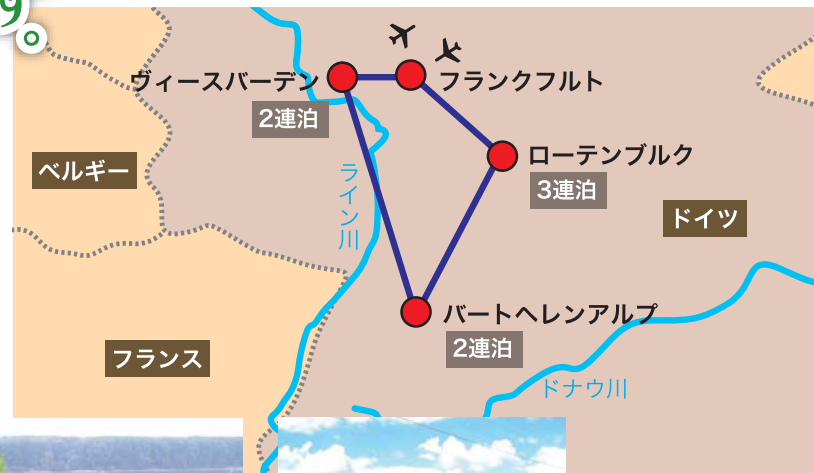 9。
ヴィースバーデン
フランクフルト
2連泊
ベルギー
ライン川
ローテンブルク
3連泊
ドイツ
バートヘレンアルプ
2連泊
フランス
ドナウ川